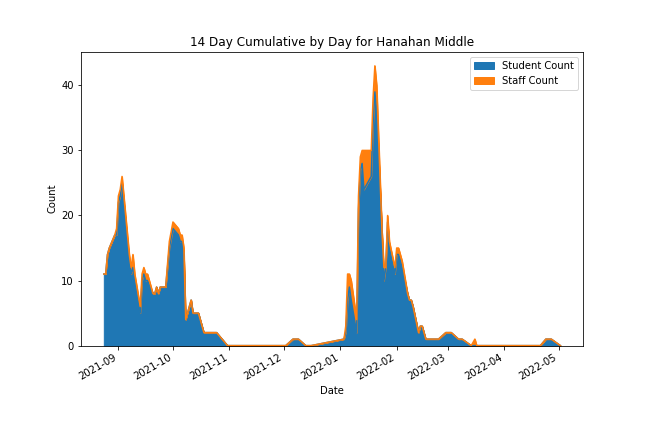 14 Day Cumulative by Day for Hanahan Middle
Student Count
Staff Count
Count
40
30
20
10
0
2021-09
2021-10
2021-11
2021-12
2022-01
2022-02
2022-03
2022-04
2022-05
Date